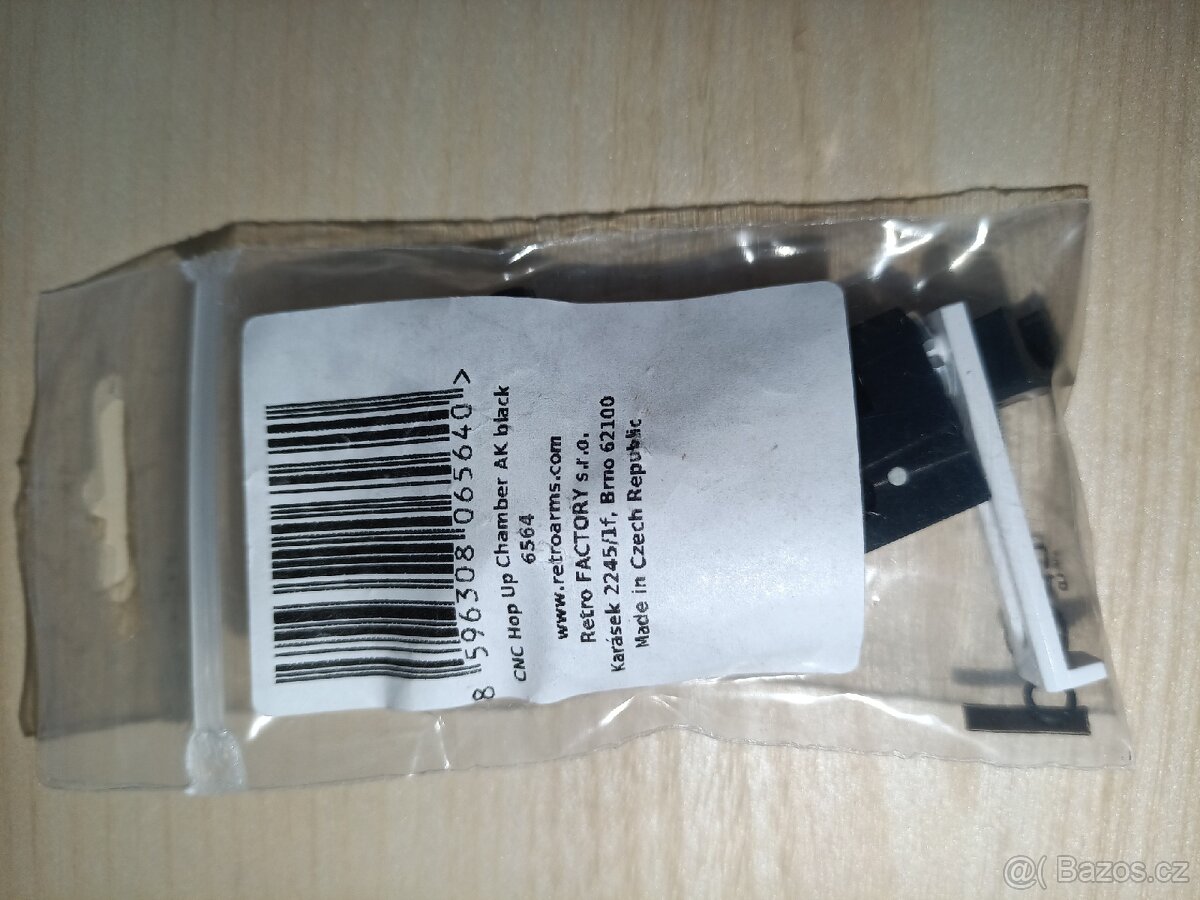 8 596308 065640 >
CNC Hop Up Chamber AK black
6564
www.retroarms.com
Retro FACTORY s.r.o.
Karásek 2245/1f, Brno 62100
Made in Czech Republic
@( Bazos.cz